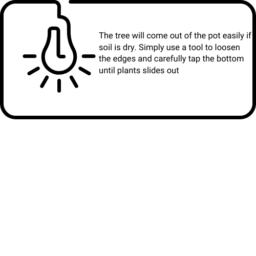 The tree will come out of the pot easily if
soil is dry. Simply use a tool to loosen
the edges and carefully tap the bottom
until plants slides out